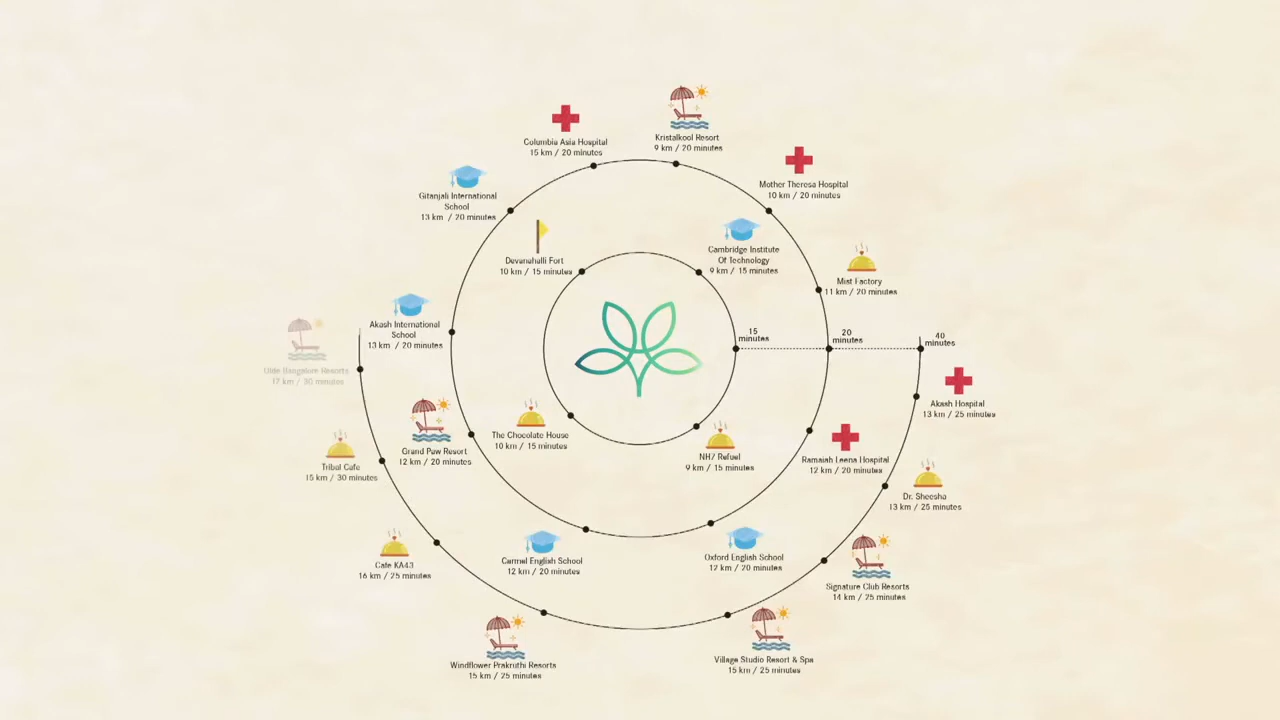 Kristalkool Resort
9 km / 20 minutes
Columbia Asia Hospital
15 km / 20 minutes
Mother Theresa Hospital
10 km / 20 minutes
Gitanjali International
School
13 km / 20 minutes
Devanahalli Fort
10 km / 15 minutes
Cambridge Institute
Of Technology
9 km / 15 minutes
Mist Factory
11 km / 20 minutes
Akash International
School
13 km / 20 minutes
15
minutes
20
minutes
40
minutes
Olde Bangalore Resorts
17 km / 30 minutes
Akash Hospital
13 km / 25 minutes
The Chocolate House
10 km / 15 minutes
Grand Paw Resort
12 km / 20 minutes
NH7 Refuel
9 km / 15 minutes
Ramaiah Leena Hospital
12 km / 20 minutes
Tribal Cafe
15 km / 30 minutes
Dr. Sheesha
13 km / 25 minutes
Cafe KA43
16 km / 25 minutes
Carmel English School
12 km / 20 minutes
Oxford English School
12 km / 20 minutes
Signature Club Resorts
14 km / 25 minutes
Windflower Prakruthi Resorts
15 km / 25 minutes
Village Studio Resort & Spa
15 km / 25 minutes